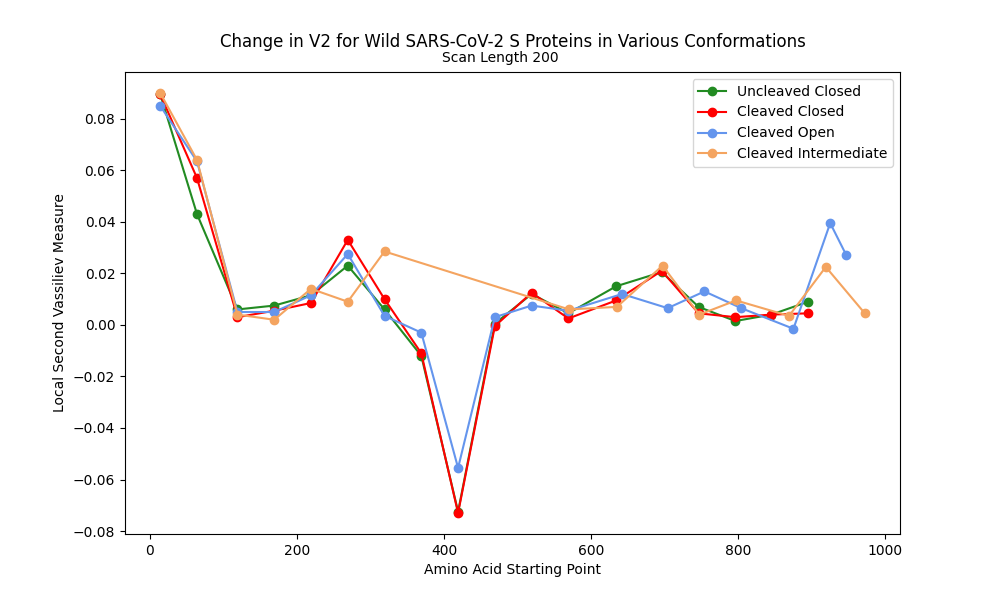 Change in V2 for Wild SARS-CoV-2 S Proteins in Various Conformations
Scan Length 200
Uncleaved Closed
Cleaved Closed
Cleaved Open
Cleaved Intermediate
Local Second Vassiliev Measure
0.08
0.06
0.04
0.02
0.00
−0.02
−0.04
−0.06
−0.08
0
200
400
600
800
1000
Amino Acid Starting Point